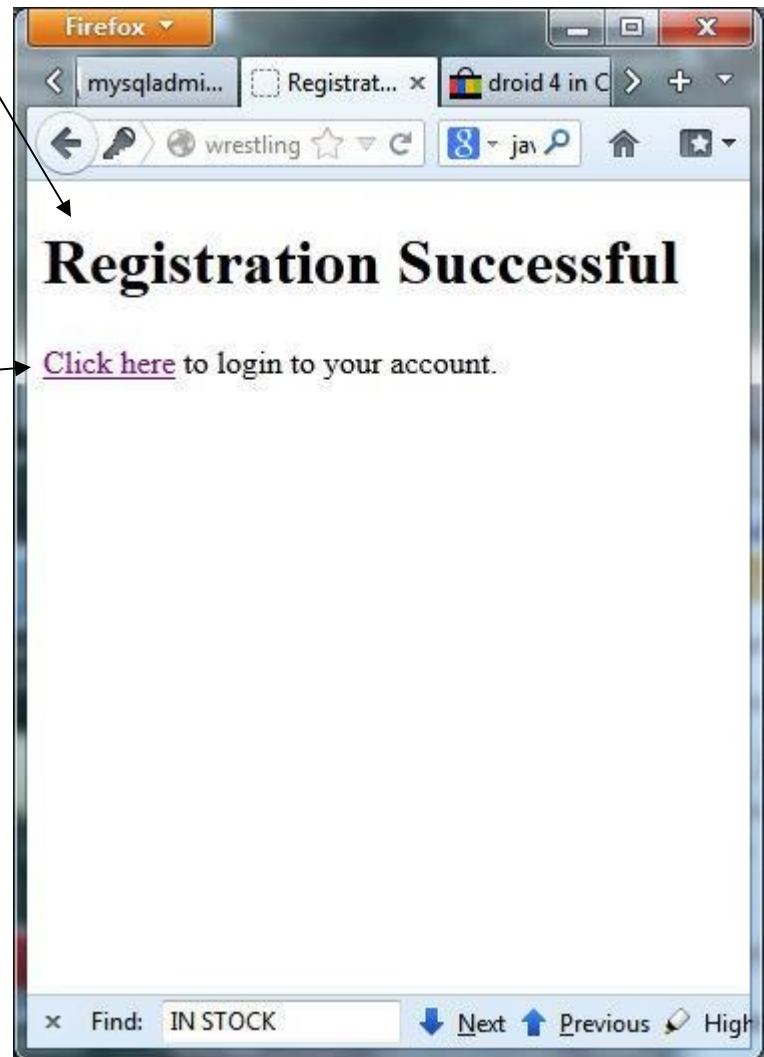 Firefox
mysqladmi... Registrat... droid 4 in C
wrestling 8 jav
Registration Successful
Click here to login to your account.
Find: IN STOCK Next Previous High